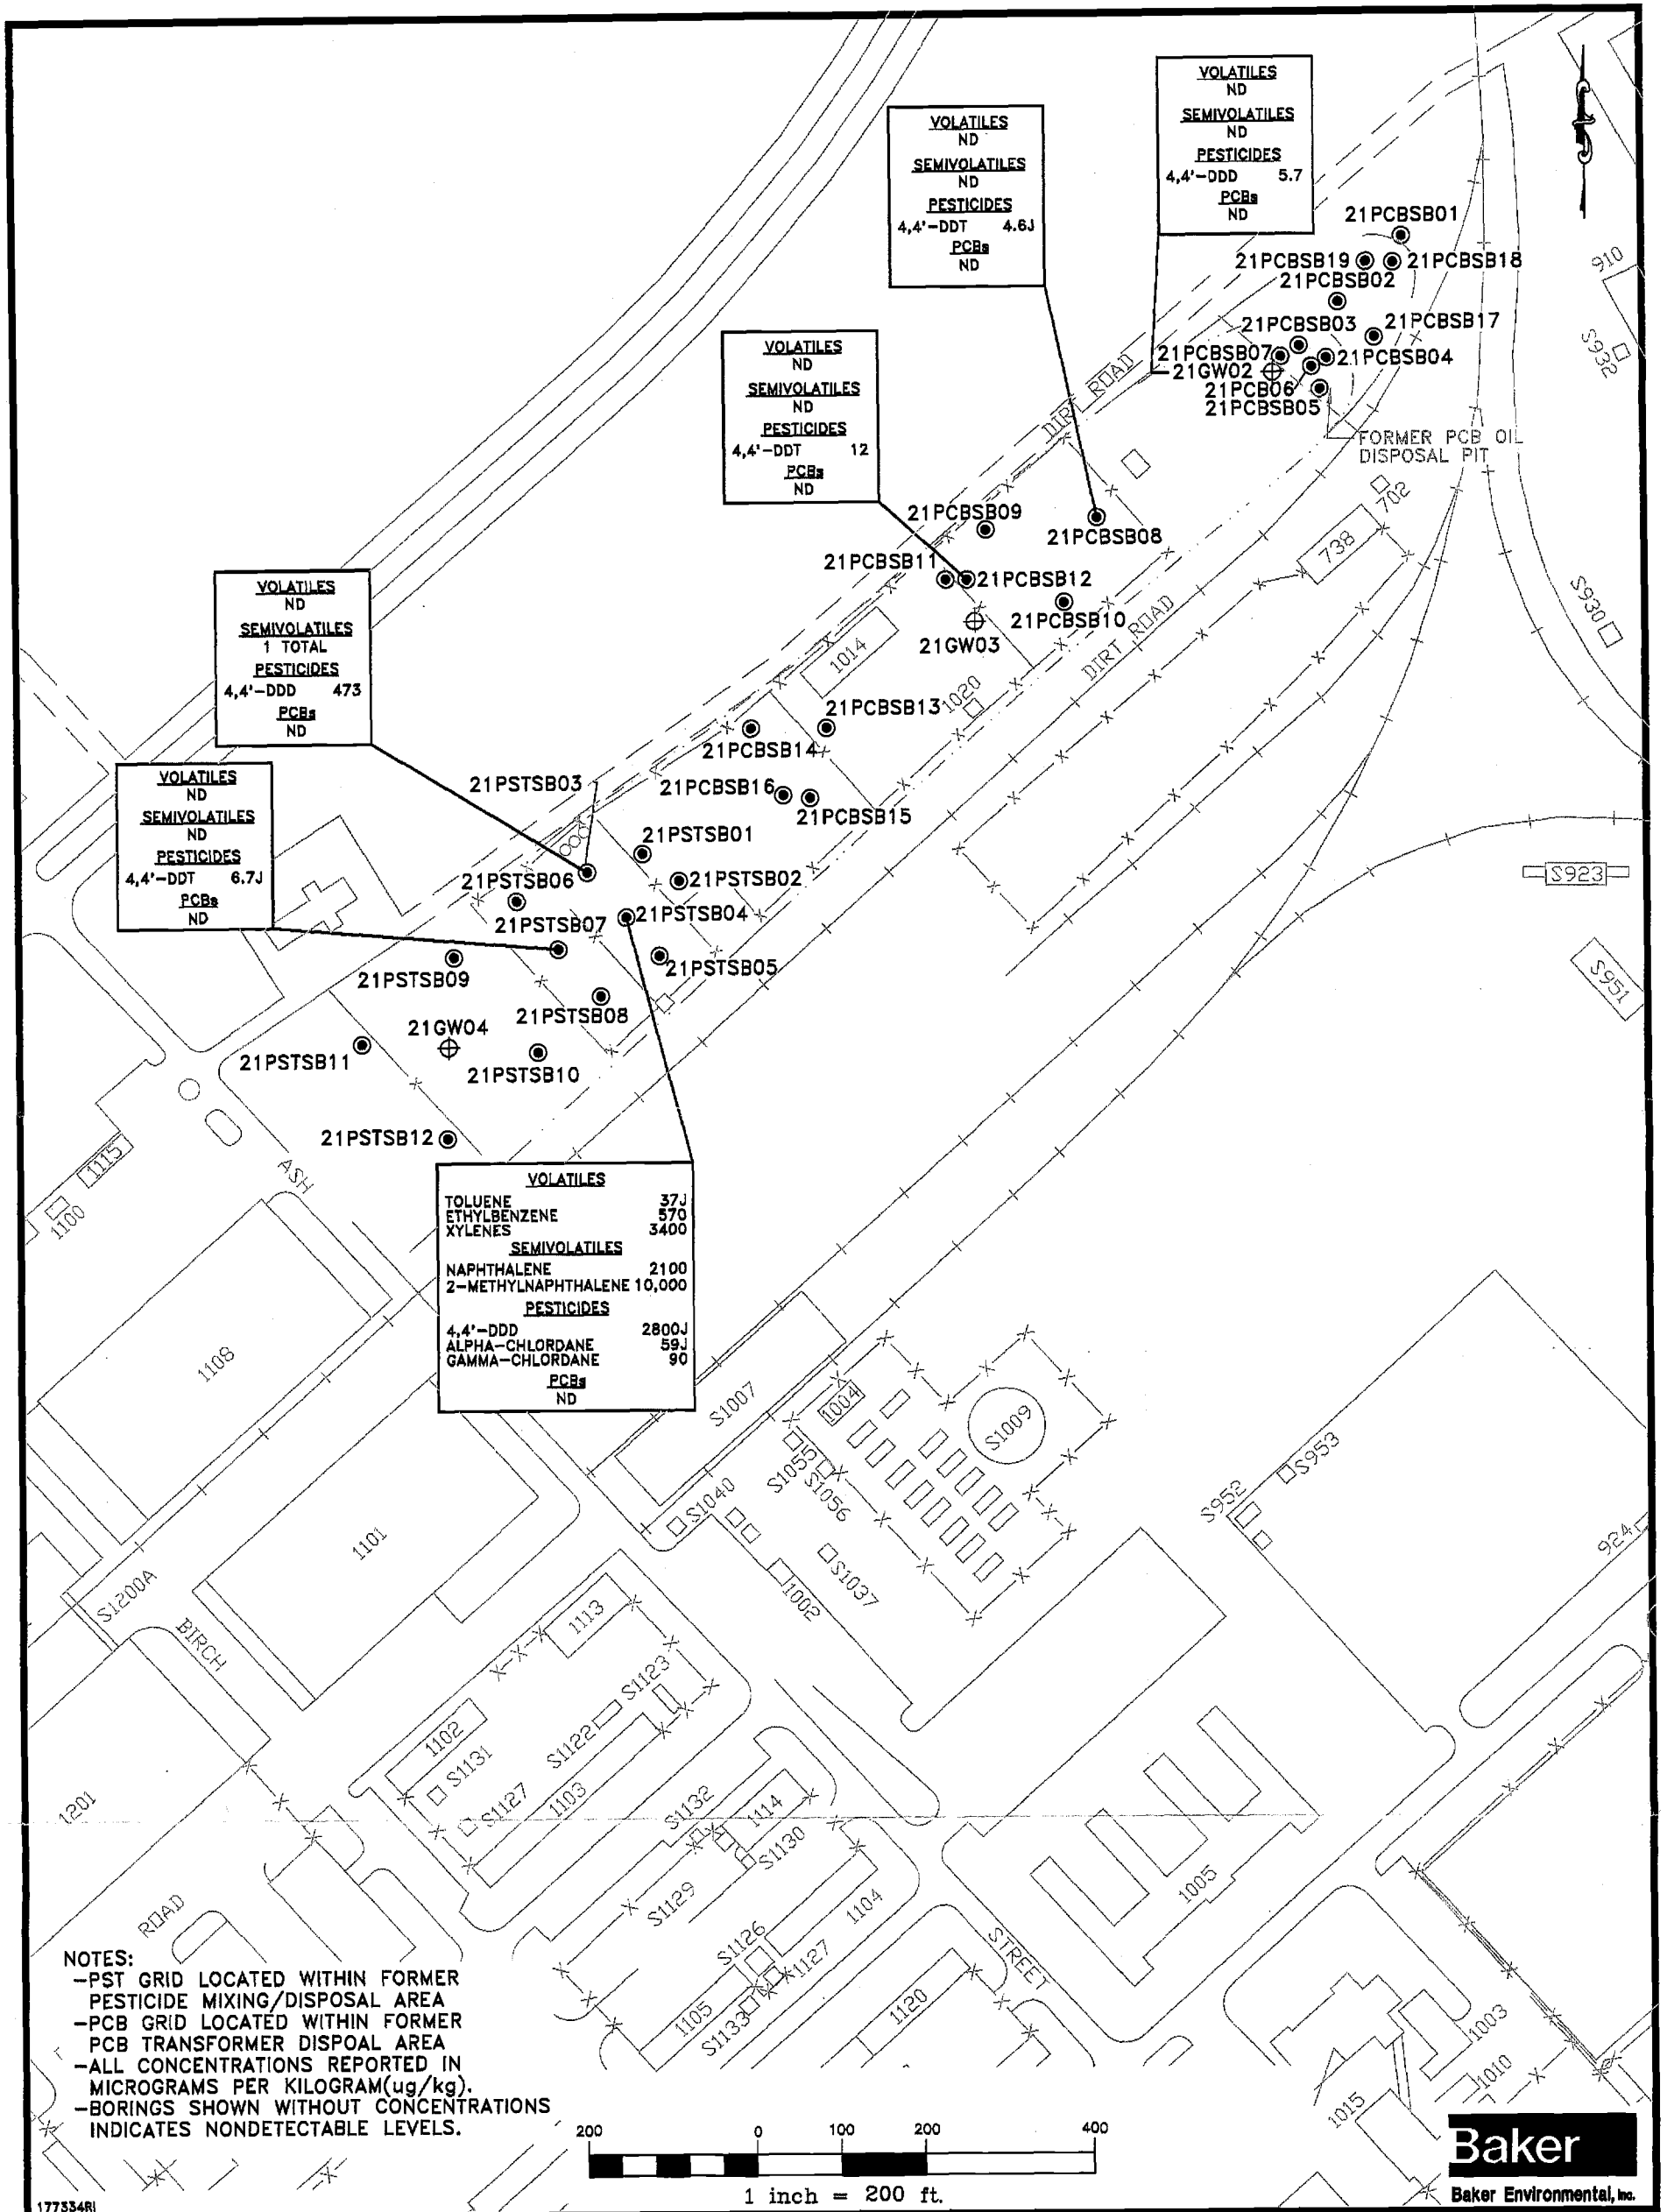 VOLATILES
ND
SEMIVOLATILES
ND
PESTICIDES
4,4'-DDD 5.7
PCBs
ND
VOLATILES
ND
SEMIVOLATILES
ND
PESTICIDES
4,4'-DDT 4.6J
PCBs
ND
VOLATILES
ND
SEMIVOLATILES
ND
PESTICIDES
4,4'-DDT 12
PCBs
ND
VOLATILES
ND
SEMIVOLATILES
1 TOTAL
PESTICIDES
4,4'-DDD 473
PCBs
ND
VOLATILES
ND
SEMIVOLATILES
ND
PESTICIDES
4,4'-DDT 6.7J
PCBs
ND
VOLATILES
TOLUENE 37J
ETHYLBENZENE 570
XYLENES 3400
SEMIVOLATILES
NAPHTHALENE 2100
2-METHYLNAPHTHALENE 10,000
PESTICIDES
4,4'-DDD 2800J
ALPHA-CHLORDANE 59J
GAMMA-CHLORDANE 90
PCBs
ND
21PCBSB01
21PCBSB19
21PCBSB18
21PCBSB02
21PCBSB03
21PCBSB17
21PCBSB07
21PCBSB04
21GW02
21PCB06
21PCBSB05
FORMER PCB OIL
DISPOSAL PIT
910
S932
DIRT ROAD
702
738
S930
21PCBSB09
21PCBSB08
21PCBSB11
21PCBSB12
21PCBSB10
21GW03
DIRT ROAD
1014
1020
21PCBSB13
21PCBSB14
21PCBSB16
21PCBSB15
21PSTSB03
21PSTSB01
21PSTSB06
21PSTSB02
21PSTSB07
21PSTSB04
21PSTSB09
21PSTSB05
21PSTSB08
21GW04
21PSTSB11
21PSTSB10
21PSTSB12
S923
S951
1115
1100
ASH
1108
S1007
1004
S1009
S1055
S1056
S1040
S1037
1002
S953
S952
924
1101
S1200A
BIRCH
1113
S1123
1102
S1122
S1131
S1127
1103
1201
S1132
1114
S1130
S1129
1104
S1126
1127
1105
S1133
1120
1005
STREET
ROAD
1003
1010
1015
NOTES:
-PST GRID LOCATED WITHIN FORMER
PESTICIDE MIXING/DISPOSAL AREA
-PCB GRID LOCATED WITHIN FORMER
PCB TRANSFORMER DISPOAL AREA
-ALL CONCENTRATIONS REPORTED IN
MICROGRAMS PER KILOGRAM(ug/kg).
-BORINGS SHOWN WITHOUT CONCENTRATIONS
INDICATES NONDETECTABLE LEVELS.
200 0 100 200 400
1 inch = 200 ft.
Baker
Baker Environmental, Inc.
177334RI